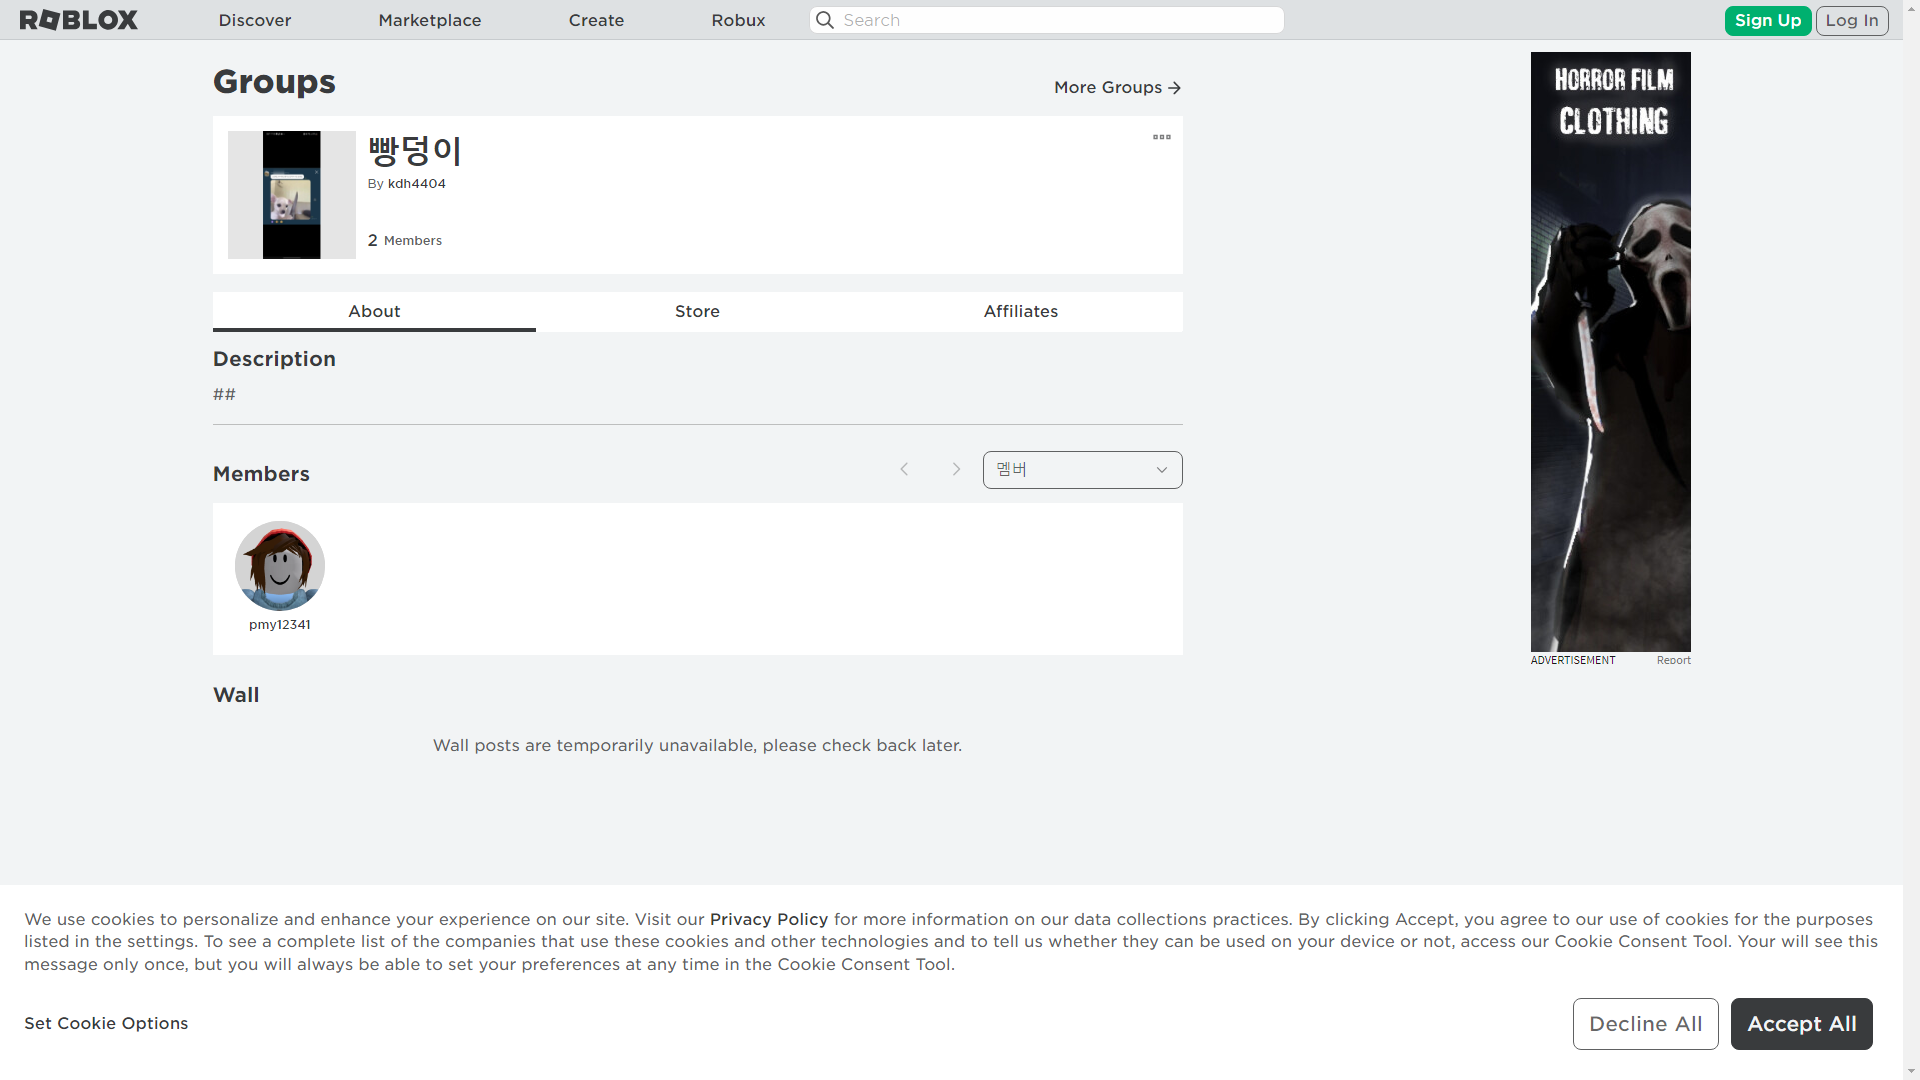 ROBLOX
Discover
Marketplace
Create
Robux
Search
Sign Up
Log In
Groups
More Groups
빵덩이
By kdh4404
2 Members
About
Store
Affiliates
Description
##
Members
멤버
pmy12341
Wall
Wall posts are temporarily unavailable, please check back later.
HORROR FILM
CLOTHING
ADVERTISEMENT
Report
We use cookies to personalize and enhance your experience on our site. Visit our Privacy Policy for more information on our data collections practices. By clicking Accept, you agree to our use of cookies for the purposes
listed in the settings. To see a complete list of the companies that use these cookies and other technologies and to tell us whether they can be used on your device or not, access our Cookie Consent Tool. Your will see this
message only once, but you will always be able to set your preferences at any time in the Cookie Consent Tool.
Set Cookie Options
Decline All
Accept All